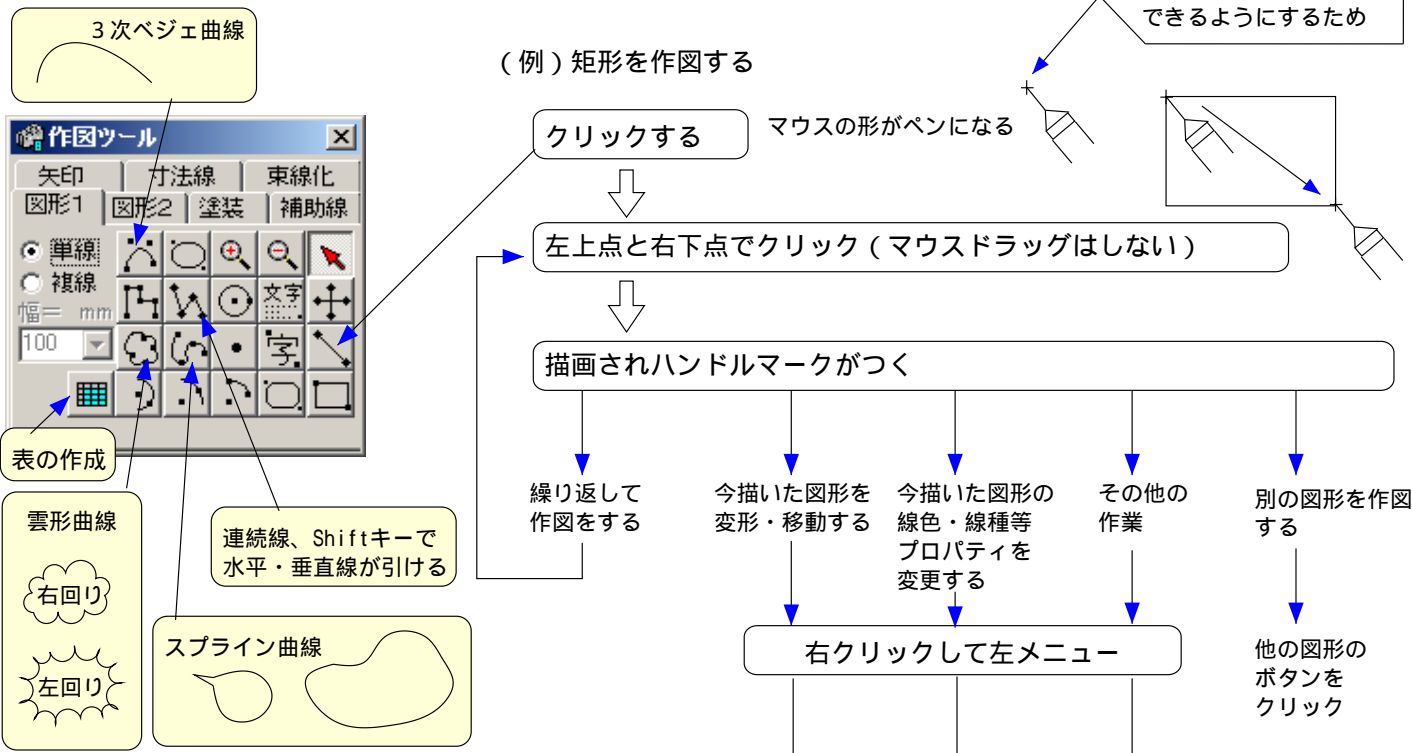 3次ベジェ曲線
できるようにするため
(例)矩形を作図する
クリックする
マウスの形がペンになる
作図ツール
矢印
寸法線
束線化
図形1
図形2
塗装
補助線
単線
複線
幅= mm
100
文字
字
左上点と右下点でクリック(マウスドラッグはしない)
描画されハンドルマークがつく
表の作成
雲形曲線
右回り
左回り
連続線、Shiftキーで
水平・垂直線が引ける
スプライン曲線
繰り返して
作図をする
今描いた図形を
変形・移動する
今描いた図形の
線色・線種等
プロパティを
変更する
その他の
作業
別の図形を作図
する
右クリックして左メニュー
他の図形の
ボタンを
クリック